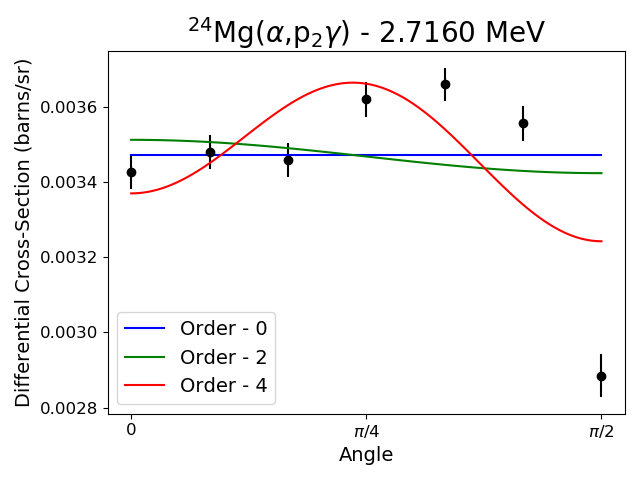 ²⁴Mg(α,p₂γ) - 2.7160 MeV
Differential Cross-Section (barns/sr)
0.0036
0.0034
0.0032
0.0030
0.0028
Order - 0
Order - 2
Order - 4
0
π/4
π/2
Angle